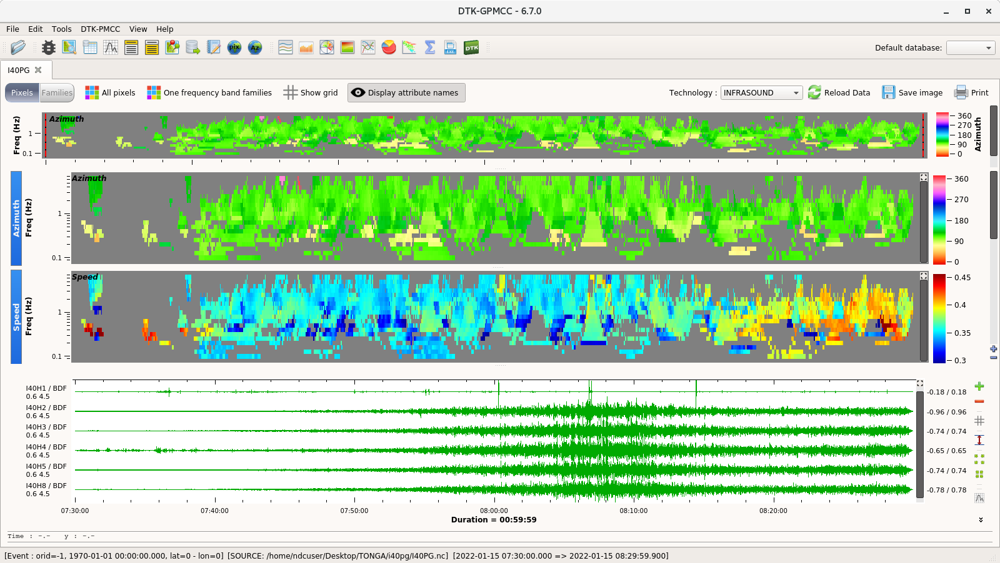 DTK-GPMCC - 6.7.0
File Edit Tools DTK-PMCC View Help
pix Az EXE DTK Default database:
I40PG
Pixels Families All pixels One frequency band families Show grid Display attribute names Technology : INFRASOUND Reload Data Save image Print
Azimuth
Freq (Hz)
1
0.1
360
270
180
90
0
Azimuth
Azimuth
Azimuth
Freq (Hz)
1
0.1
360
270
180
90
0
Speed
Speed
Freq (Hz)
1
0.1
0.45
0.4
0.35
0.3
I40H1 / BDF
0.6 4.5
-0.18 / 0.18
I40H2 / BDF
0.6 4.5
-0.96 / 0.96
I40H3 / BDF
0.6 4.5
-0.74 / 0.74
I40H4 / BDF
0.6 4.5
-0.65 / 0.65
I40H5 / BDF
0.6 4.5
-0.74 / 0.74
I40H8 / BDF
0.6 4.5
-0.78 / 0.78
07:30:00 07:40:00 07:50:00 08:00:00 08:10:00 08:20:00
Duration = 00:59:59
Time : -.- y : -.-
[Event : orid=-1, 1970-01-01 00:00:00.000, lat=0 - lon=0] [SOURCE: /home/ndcuser/Desktop/TONGA/i40pg/I40PG.nc] [2022-01-15 07:30:00.000 => 2022-01-15 08:29:59.900]